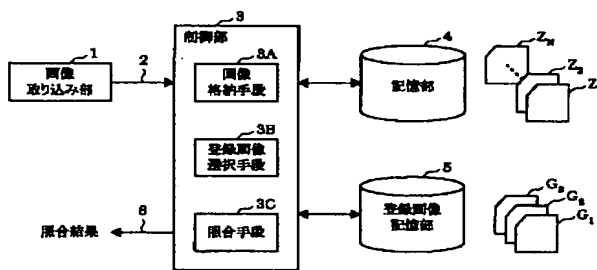 1
画像
取り込み部
2
3
制御部
3A
画像
格納手段
3B
登録画像
選択手段
3C
照合手段
6
照合結果
4
記憶部
5
登録画像
記憶部
ZN
Z2
Z
G2
G1